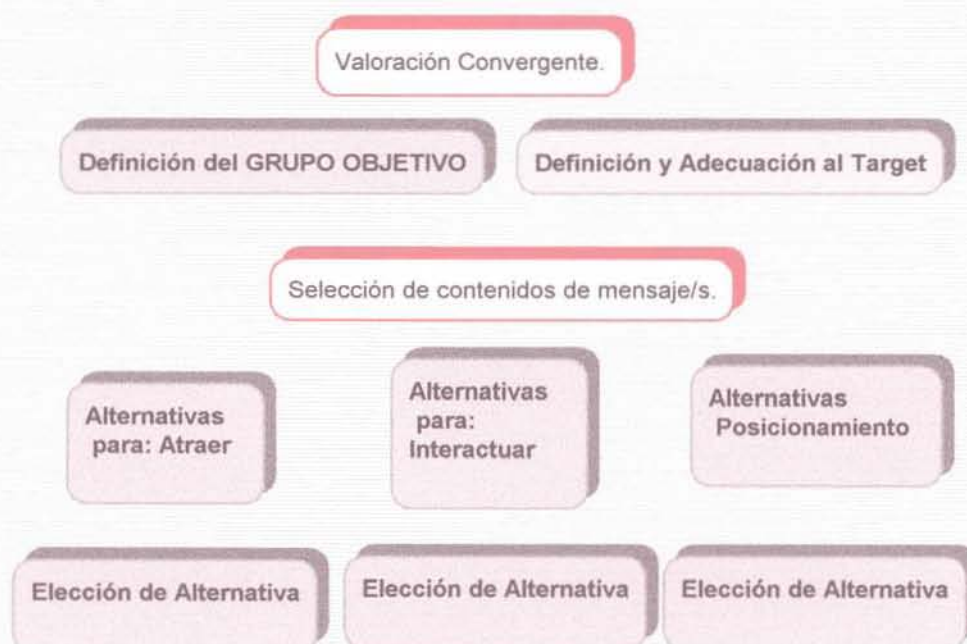 Valoración Convergente.
Definición del GRUPO OBJETIVO
Definición y Adecuación al Target
Selección de contenidos de mensaje/s.
Alternativas
para: Atraer
Alternativas
para:
Interactuar
Alternativas
Posicionamiento
Elección de Alternativa
Elección de Alternativa
Elección de Alternativa